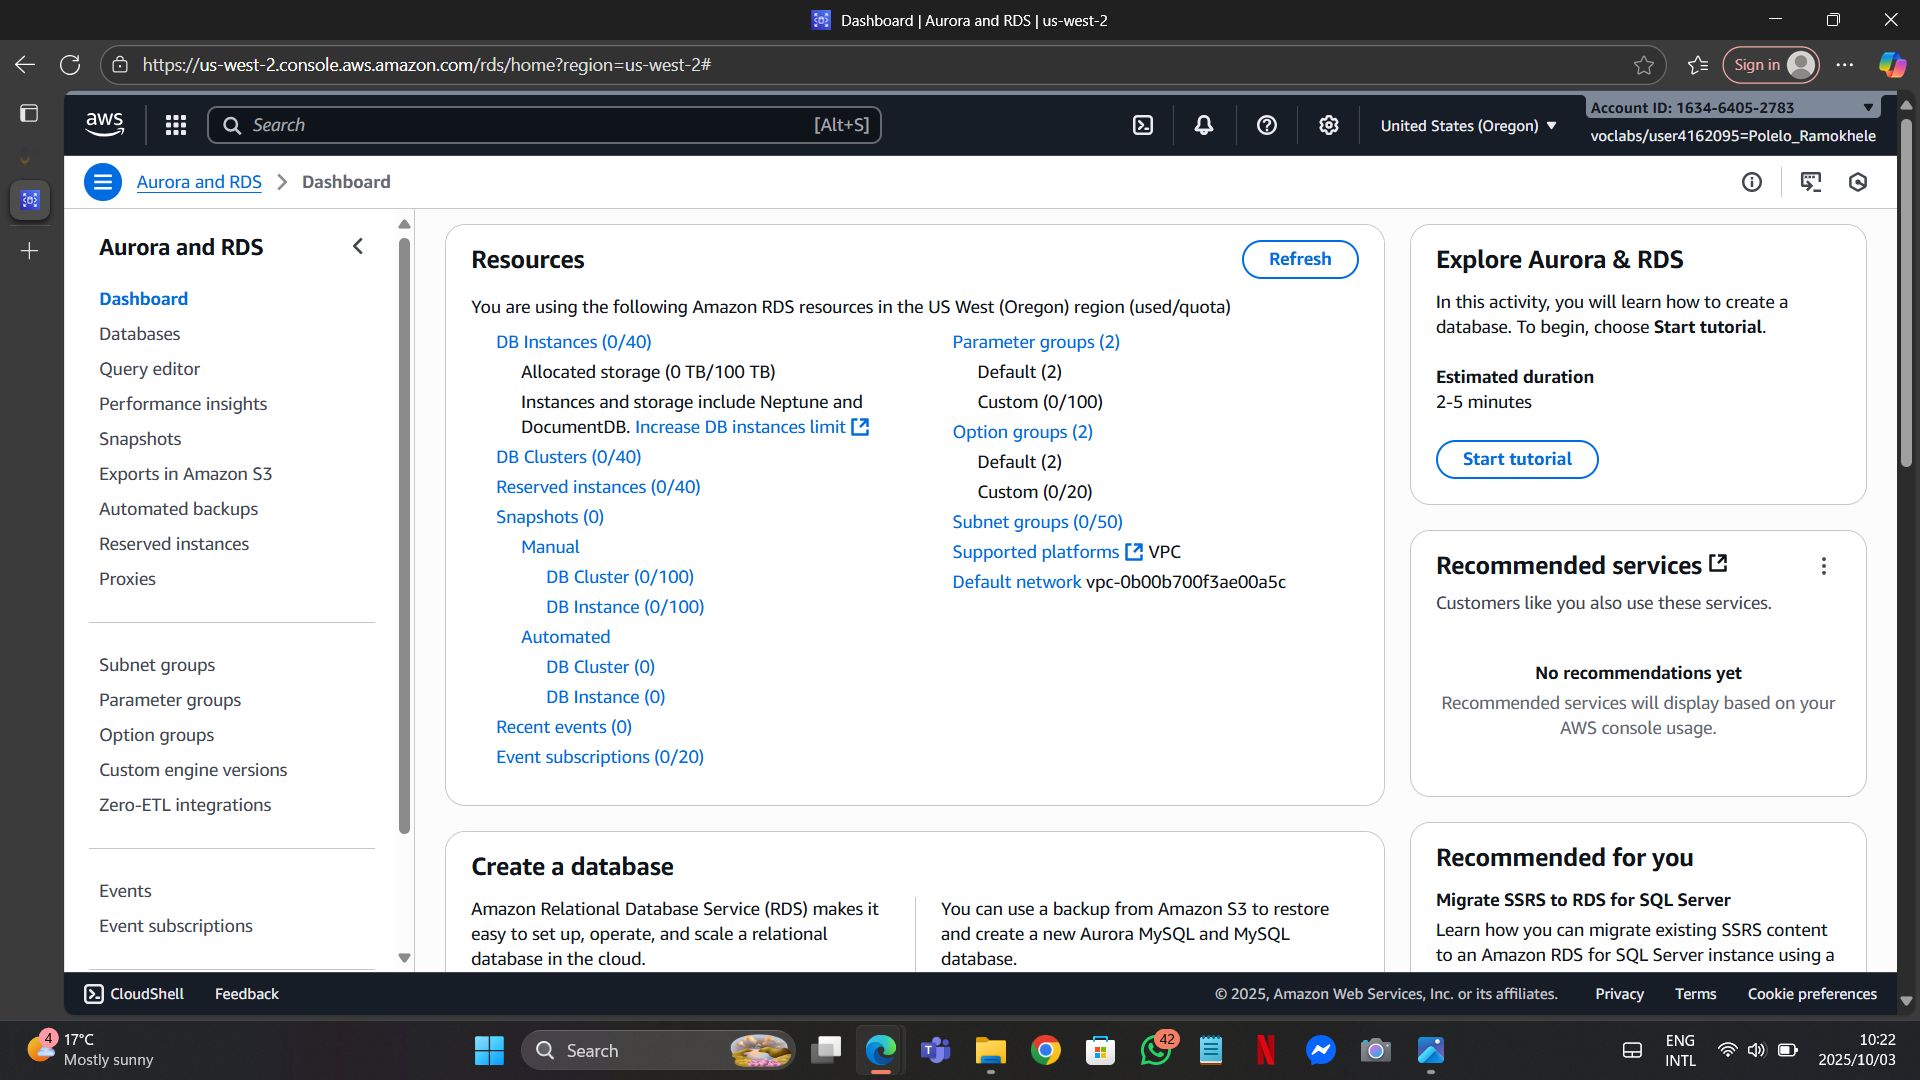 Dashboard | Aurora and RDS | us-west-2
https://us-west-2.console.aws.amazon.com/rds/home?region=us-west-2#
Sign in
aws
Search [Alt+S]
United States (Oregon)
Account ID: 1634-6405-2783
voclabs/user4162095=Polelo_Ramokhele
Aurora and RDS > Dashboard
Aurora and RDS
Dashboard
Databases
Query editor
Performance insights
Snapshots
Exports in Amazon S3
Automated backups
Reserved instances
Proxies
Subnet groups
Parameter groups
Option groups
Custom engine versions
Zero-ETL integrations
Events
Event subscriptions
Resources
Refresh
You are using the following Amazon RDS resources in the US West (Oregon) region (used/quota)
DB Instances (0/40)
Allocated storage (0 TB/100 TB)
Instances and storage include Neptune and
DocumentDB. Increase DB instances limit
DB Clusters (0/40)
Reserved instances (0/40)
Snapshots (0)
Manual
DB Cluster (0/100)
DB Instance (0/100)
Automated
DB Cluster (0)
DB Instance (0)
Recent events (0)
Event subscriptions (0/20)
Parameter groups (2)
Default (2)
Custom (0/100)
Option groups (2)
Default (2)
Custom (0/20)
Subnet groups (0/50)
Supported platforms VPC
Default network vpc-0b00b700f3ae00a5c
Create a database
Amazon Relational Database Service (RDS) makes it
easy to set up, operate, and scale a relational
database in the cloud.
You can use a backup from Amazon S3 to restore
and create a new Aurora MySQL and MySQL
database.
Explore Aurora & RDS
In this activity, you will learn how to create a
database. To begin, choose Start tutorial.
Estimated duration
2-5 minutes
Start tutorial
Recommended services
Customers like you also use these services.
No recommendations yet
Recommended services will display based on your
AWS console usage.
Recommended for you
Migrate SSRS to RDS for SQL Server
Learn how you can migrate existing SSRS content
to an Amazon RDS for SQL Server instance using a
CloudShell
Feedback
© 2025, Amazon Web Services, Inc. or its affiliates.
Privacy
Terms
Cookie preferences
4
17°C
Mostly sunny
Search
42
ENG
INTL
10:22
2025/10/03